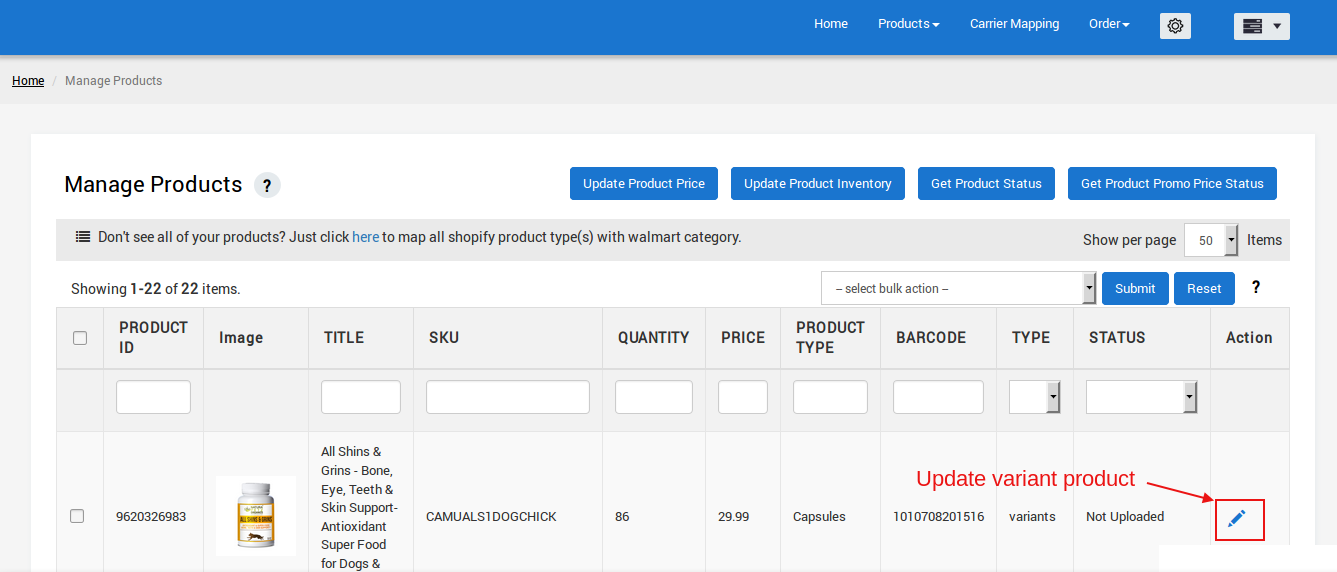 Home Products Carrier Mapping Order
Home / Manage Products
Manage Products ?
Update Product Price Update Product Inventory Get Product Status Get Product Promo Price Status
Don't see all of your products? Just click here to map all shopify product type(s) with walmart category.
Show per page 50 Items
Showing 1-22 of 22 items.
-- select bulk action -- Submit Reset ?
PRODUCT ID Image TITLE SKU QUANTITY PRICE PRODUCT TYPE BARCODE TYPE STATUS Action
Update variant product
All Shins &
Grins - Bone,
Eye, Teeth &
Skin Support-
Antioxidant
Super Food
for Dogs &
9620326983 ALL SHINS & GRINS CAMUALS1DOGCHICK 86 29.99 Capsules 1010708201516 variants Not Uploaded